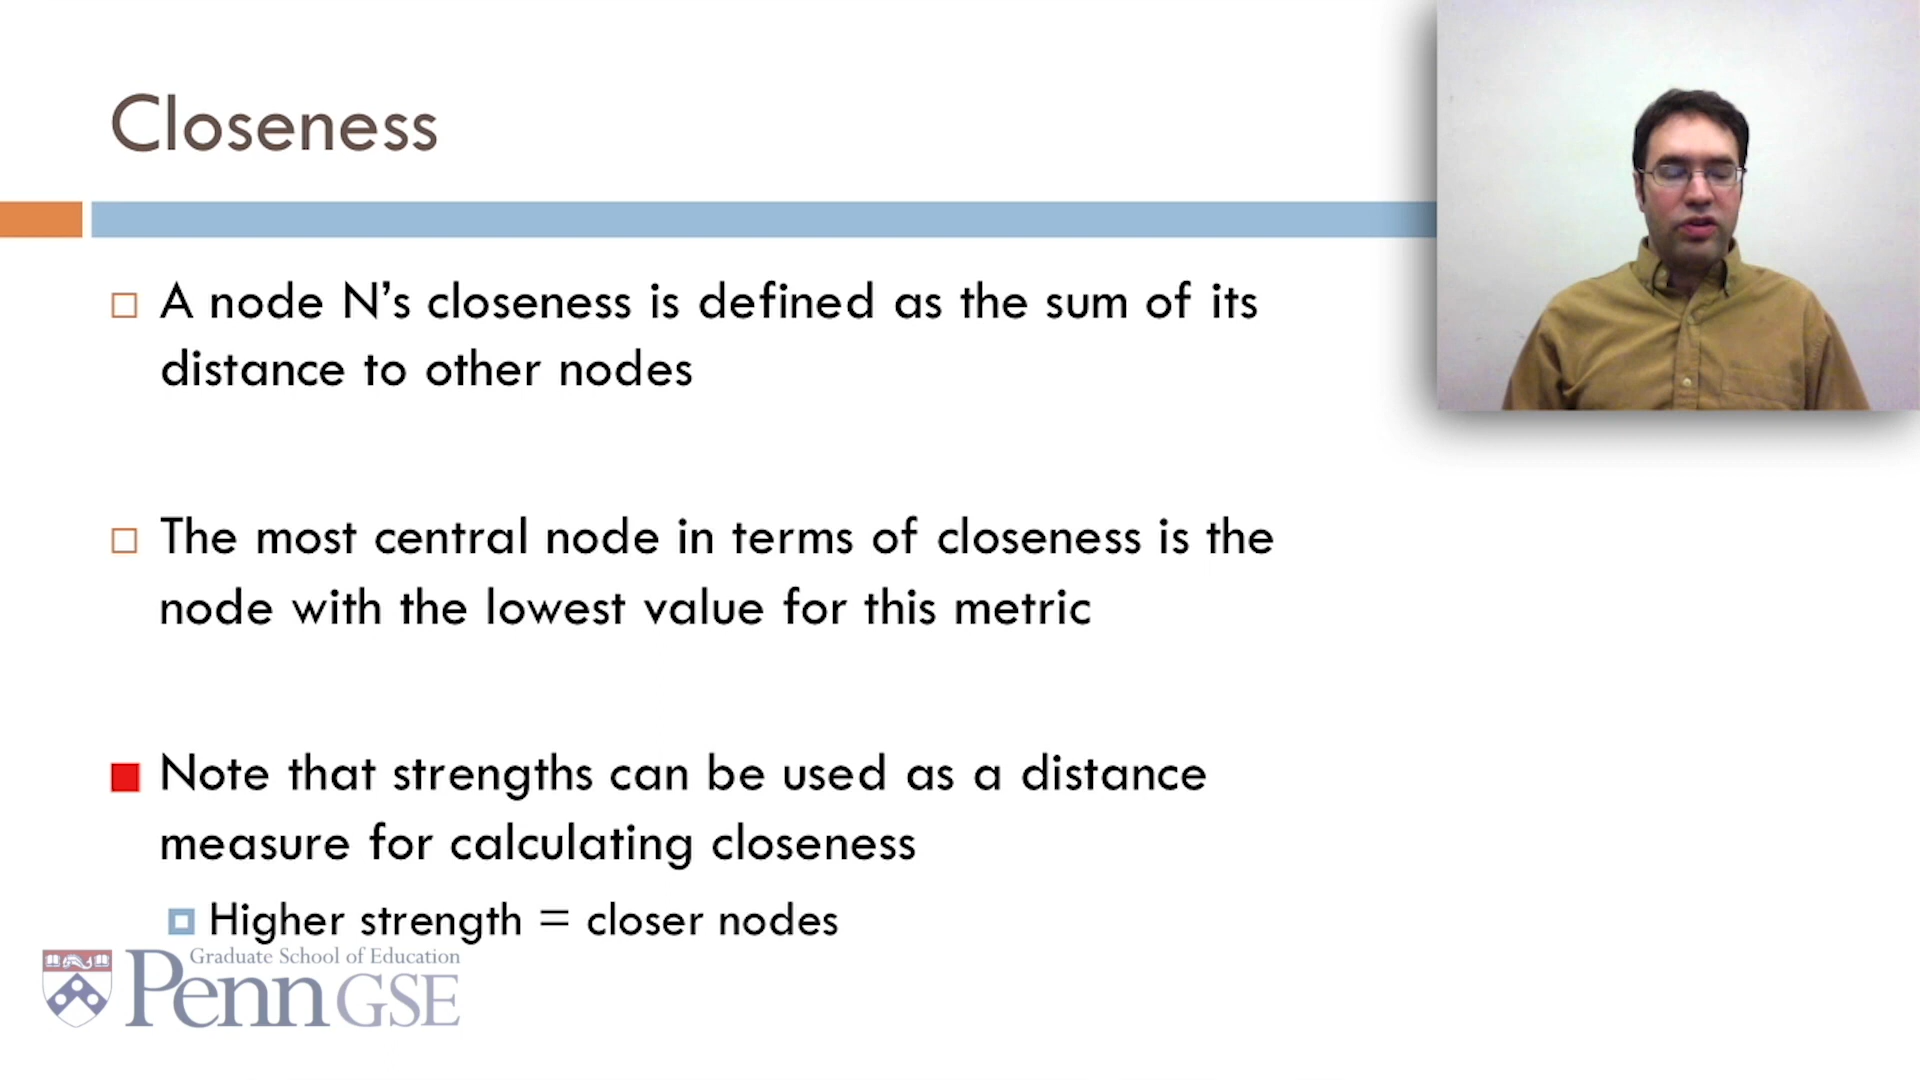 Closeness
A node N’s closeness is defined as the sum of its
distance to other nodes
The most central node in terms of closeness is the
node with the lowest value for this metric
Note that strengths can be used as a distance
measure for calculating closeness
Higher strength = closer nodes
Graduate School of Education
Penn GSE